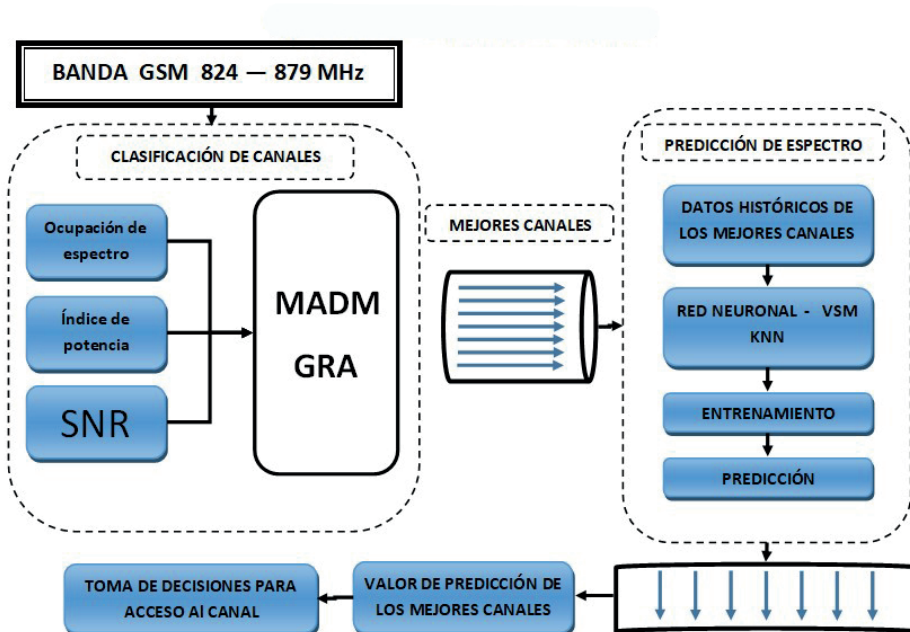 BANDA GSM 824 — 879 MHz
CLASIFICACIÓN DE CANALES
Ocupación de
espectro
Índice de
potencia
SNR
MADM
GRA
MEJORES CANALES
PREDICCIÓN DE ESPECTRO
DATOS HISTÓRICOS DE
LOS MEJORES CANALES
RED NEURONAL - VSM
KNN
ENTRENAMIENTO
PREDICCIÓN
VALOR DE PREDICCIÓN DE
LOS MEJORES CANALES
TOMA DE DECISIONES PARA
ACCESO Al CANAL